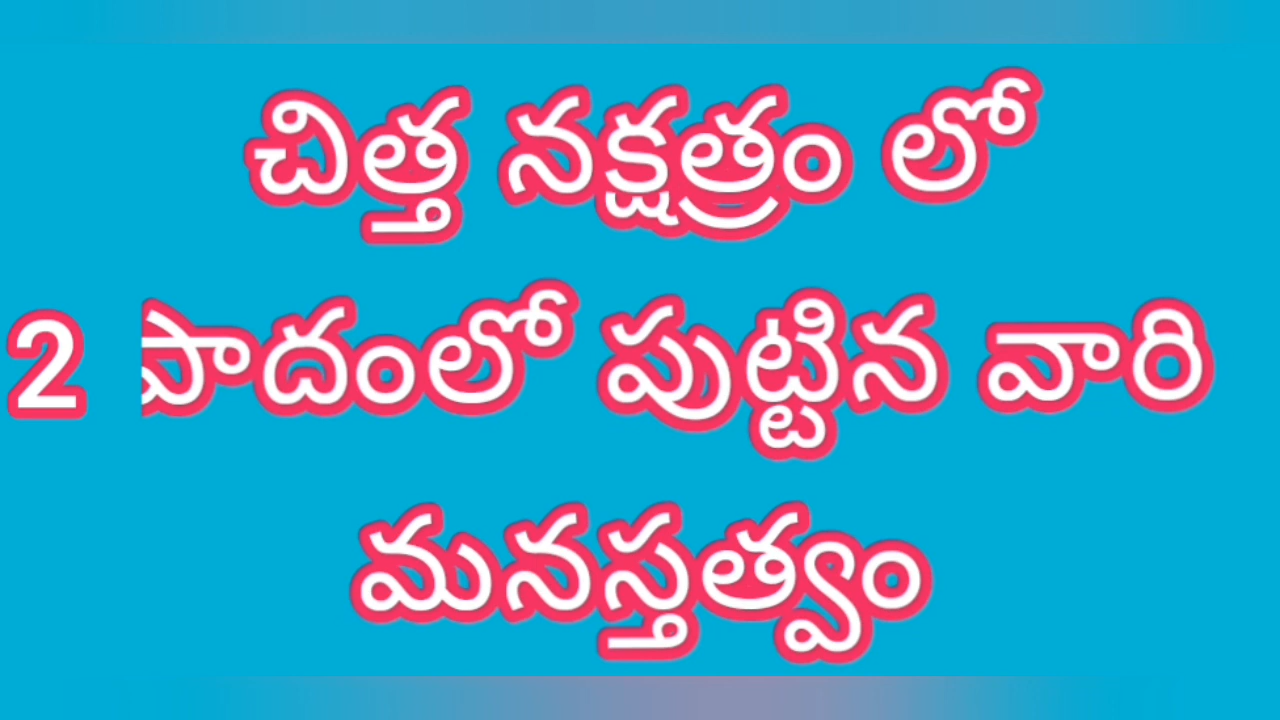 చిత్త నక్షత్రం లో
2 పాదంలో పుట్టిన వారి
మనస్తత్వం